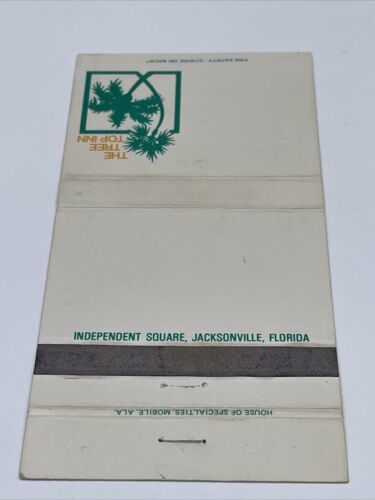 FOR SAFETY - STRIKE ON BACK
THE
TREE
TOP INN
INDEPENDENT SQUARE, JACKSONVILLE, FLORIDA
HOUSE OF SPECIALTIES, MOBILE, ALA.